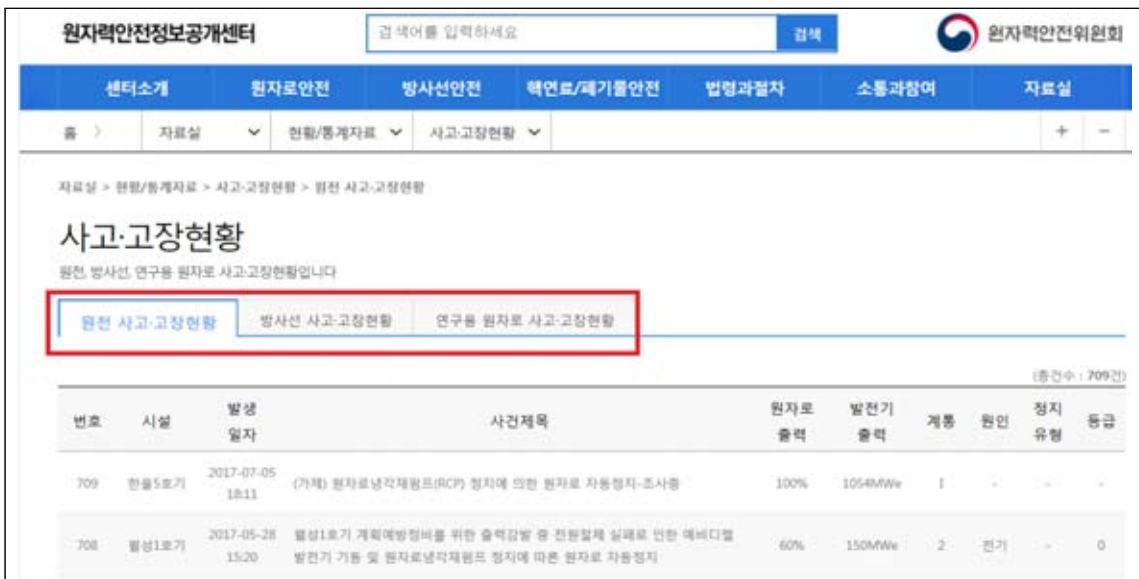 원자력안전정보공개센터
검색어를 입력하세요
검색
원자력안전위원회
센터소개 원자로안전 방사선안전 핵연료/폐기물안전 법령과절차 소통과참여 자료실
홈 > 자료실 현황/통계자료 사고·고장현황 + -
자료실 > 현황/통계자료 > 사고·고장현황 > 원전 사고·고장현황
사고·고장현황
원전, 방사선, 연구용 원자로 사고·고장현황입니다
원전 사고·고장현황 방사선 사고·고장현황 연구용 원자로 사고·고장현황
(총건수 : 709건)
번호 시설 발생 일자 사건제목 원자로 출력 발전기 출력 계통 원인 정지 유형 등급
709 한울5호기 2017-07-05 18:11 (가제) 원자로냉각재펌프(RCP) 정지에 의한 원자로 자동정지-조사중 100% 1054MWe 1 - - -
708 월성1호기 2017-05-28 15:20 월성1호기 계획예방정비를 위한 출력감발 중 전원절체 실패로 인한 예비디젤
발전기 기동 및 원자로냉각재펌프 정지에 따른 원자로 자동정지 60% 150MWe 2 전기 - 0